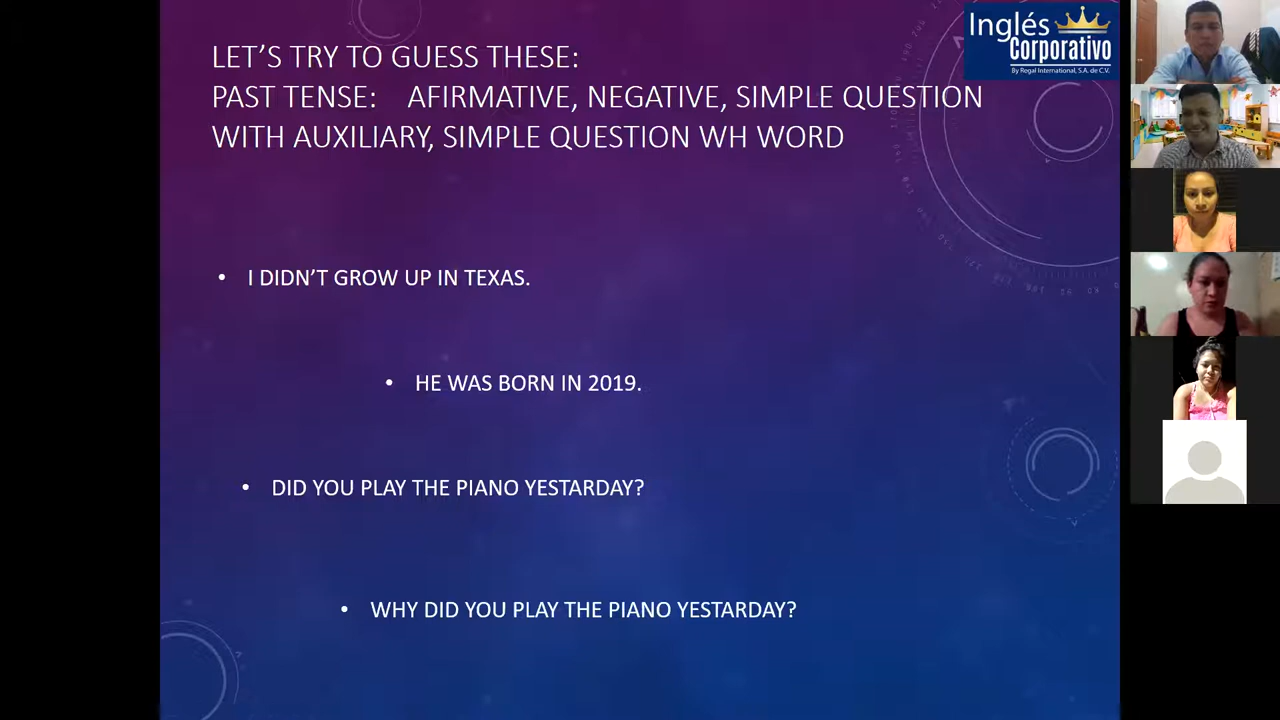 LET'S TRY TO GUESS THESE:
PAST TENSE: AFIRMATIVE, NEGATIVE, SIMPLE QUESTION
WITH AUXILIARY, SIMPLE QUESTION WH WORD
Inglés
Corporativo
By Regal International, S.A. de C.V.
• I DIDN'T GROW UP IN TEXAS.
• HE WAS BORN IN 2019.
• DID YOU PLAY THE PIANO YESTARDAY?
• WHY DID YOU PLAY THE PIANO YESTARDAY?